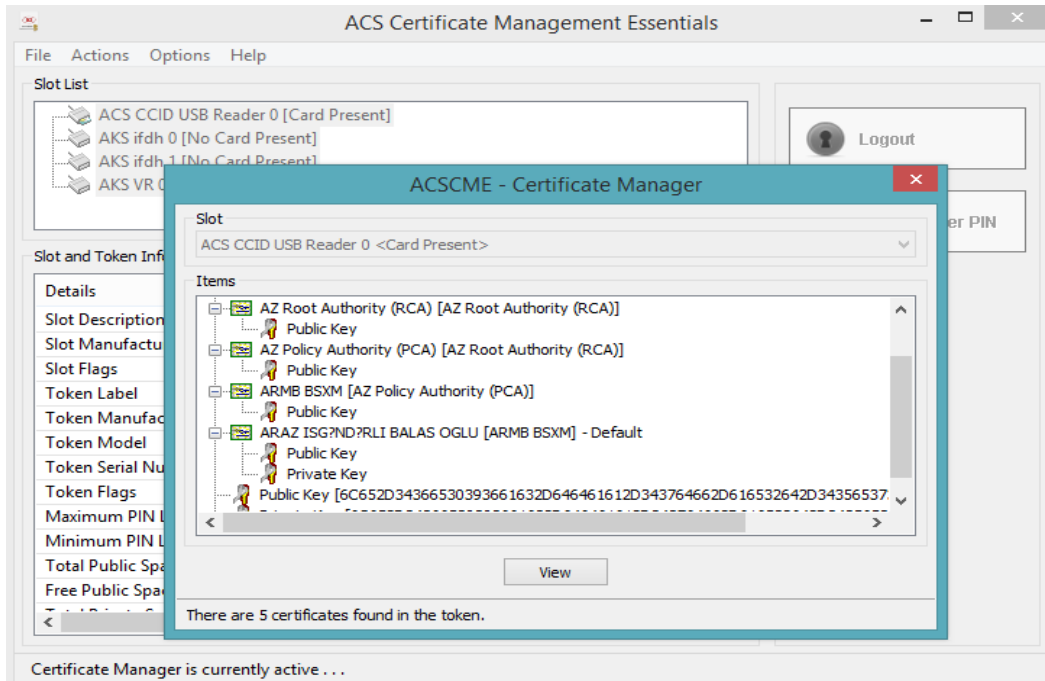 ACS Certificate Management Essentials
File Actions Options Help
Slot List
ACS CCID USB Reader 0 [Card Present]
AKS ifdh 0 [No Card Present]
AKS ifdh 1 [No Card Present]
AKS VR 0
Logout
er PIN
ACSCME - Certificate Manager
Slot
ACS CCID USB Reader 0 <Card Present>
Items
AZ Root Authority (RCA) [AZ Root Authority (RCA)]
Public Key
AZ Policy Authority (PCA) [AZ Root Authority (RCA)]
Public Key
ARMB BSXM [AZ Policy Authority (PCA)]
Public Key
ARAZ ISG?ND?RLI BALAS OGLU [ARMB BSXM] - Default
Public Key
Private Key
Public Key [6C652D34366530393661632D646461612D343764662D616532642D34356537
View
There are 5 certificates found in the token.
Slot and Token Inf
Details
Slot Description
Slot Manufactu
Slot Flags
Token Label
Token Manufac
Token Model
Token Serial Nu
Token Flags
Maximum PIN L
Minimum PIN L
Total Public Spa
Free Public Spa
Certificate Manager is currently active . . .